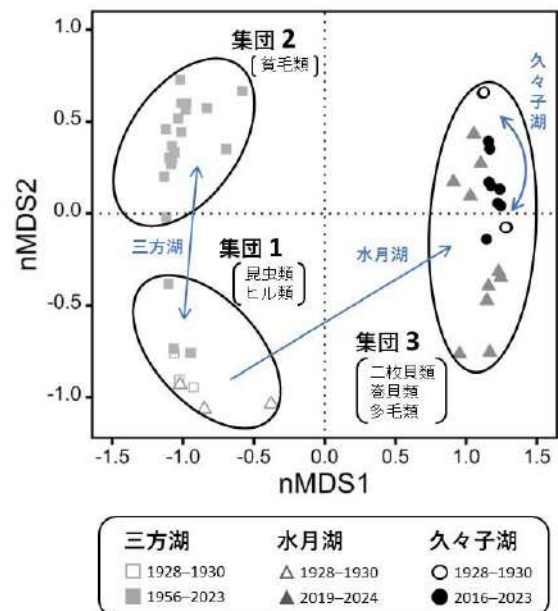 集団 2
貧毛類
久々子湖
三方湖
集団 1
昆虫類
ヒル類
水月湖
集団 3
二枚貝類
巻貝類
多毛類
nMDS2
1.0
0.5
0.0
-0.5
-1.0
-1.5
-1.0
-0.5
0.0
0.5
1.0
1.5
nMDS1
三方湖 水月湖 久々子湖
1928–1930 1928–1930 1928–1930
1956–2023 2019–2024 2016–2023